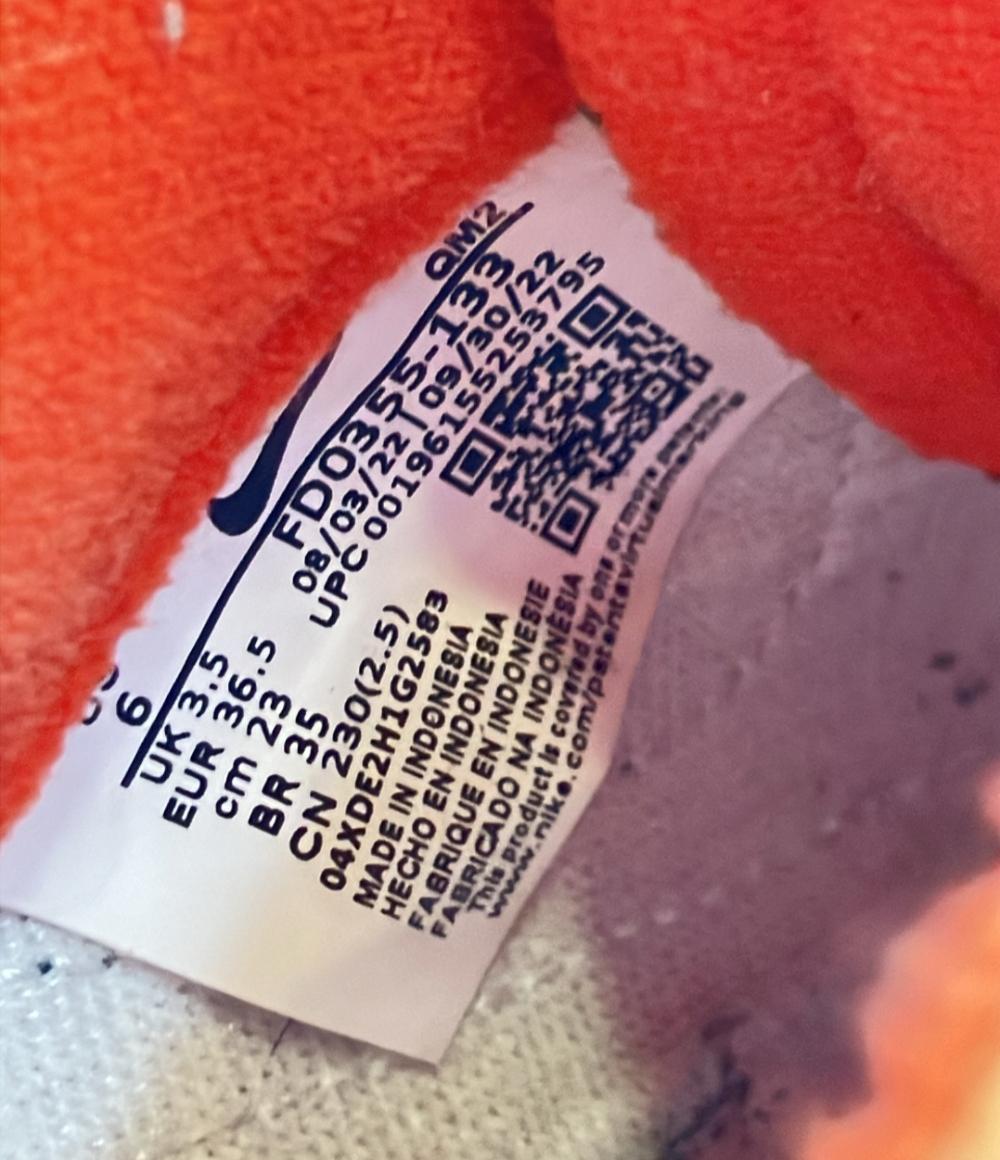 QM2
6
FD0355-133
08/03/22 | 09/30/22
UPC 00196155253795
UK 3.5
EUR 36.5
cm 23
BR 35
CN 230(2.5)
04XDE2H1G2583
MADE IN INDONESIA
HECHO EN INDONESIA
FABRIQUE EN INDONESIE
FABRICADO NA INDONÉSIA
This product is covered by one or more patents.
www.nike.com/patentsvirtualmarking